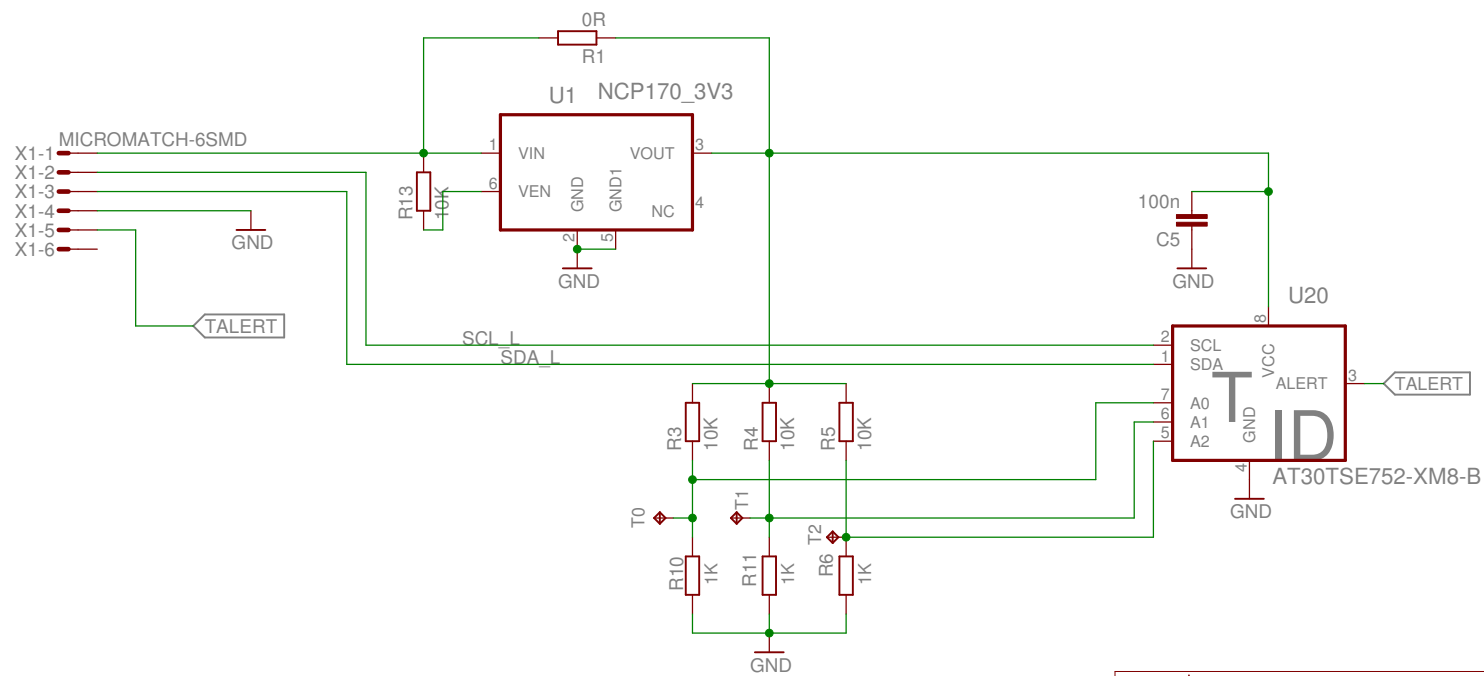 0R
R1
U1 NCP170_3V3
MICROMATCH-6SMD
X1-1
X1-2
X1-3
X1-4
X1-5
X1-6
R13
10K
1 VIN
6 VEN
VOUT 3
NC 4
GND
GND1
2
5
GND
GND
TALERT
SCL_L
SDA_L
100n
C5
GND
U20
8
2 SCL
1 SDA
VCC
T
ALERT 3
TALERT
7 A0
6 A1
5 A2
GND
ID
4
AT30TSE752-XM8-B
GND
R3
10K
R4
10K
R5
10K
T0
T1
T2
R10
1K
R11
1K
R6
1K
GND